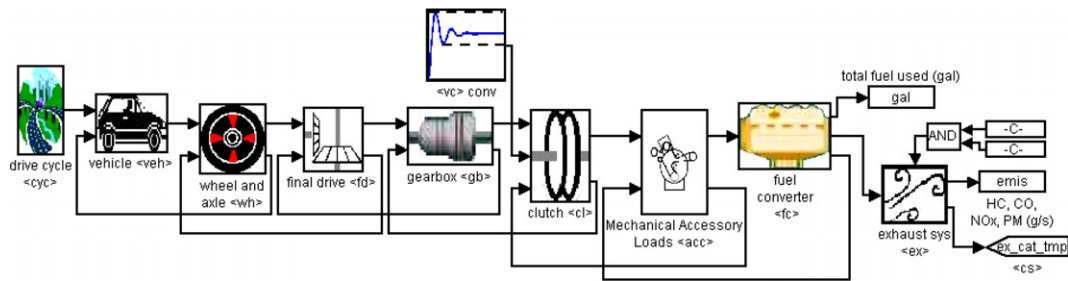 drive cycle
<cyc>
vehicle <veh>
wheel and
axle <wh>
final drive <fd>
gearbox <gb>
<vc> conv
clutch <cl>
Mechanical Accessory
Loads <acc>
fuel
converter
<fc>
total fuel used (gal)
gal
AND
-C-
-C-
exhaust sys
<ex>
emis
HC, CO,
NOx, PM (g/s)
ex_cat_tmp
<cs>